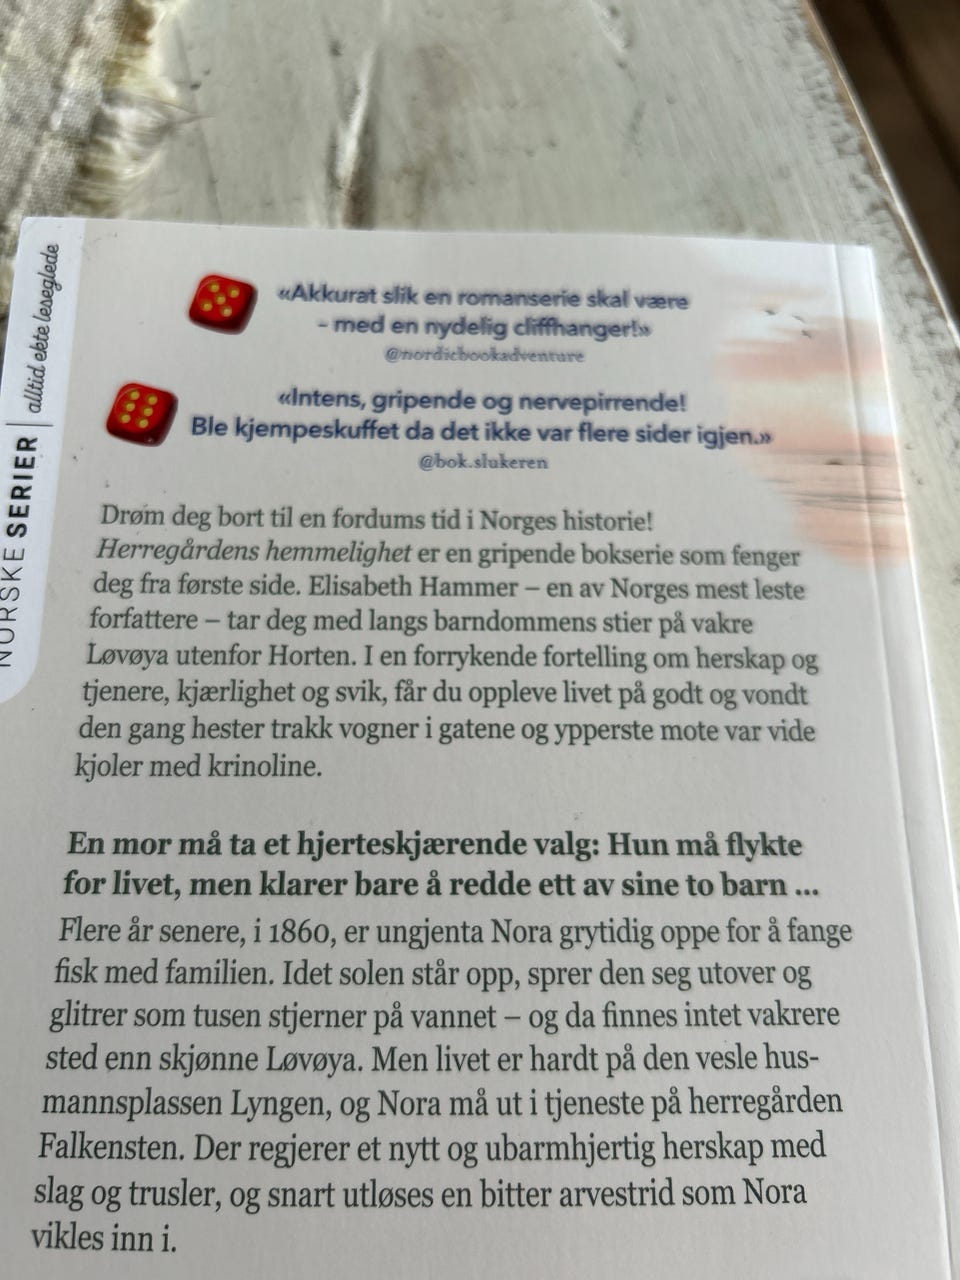 «Akkurat slik en romanserie skal være
– med en nydelig cliffhanger!»
@nordicbookadventure
«Intens, gripende og nervepirrende!
Ble kjempeskuffet da det ikke var flere sider igjen.»
@bok.slukeren
Drøm deg bort til en fordums tid i Norges historie!
Herregårdens hemmelighet er en gripende bokserie som fenger
deg fra første side. Elisabeth Hammer – en av Norges mest leste
forfattere – tar deg med langs barndommens stier på vakre
Løvøya utenfor Horten. I en forrykende fortelling om herskap og
tjenere, kjærlighet og svik, får du oppleve livet på godt og vondt
den gang hester trakk vogner i gatene og ypperste mote var vide
kjoler med krinoline.
En mor må ta et hjerteskjærende valg: Hun må flykte
for livet, men klarer bare å redde ett av sine to barn ...
Flere år senere, i 1860, er ungjenta Nora grytidig oppe for å fange
fisk med familien. Idet solen står opp, sprer den seg utover og
glitrer som tusen stjerner på vannet – og da finnes intet vakrere
sted enn skjønne Løvøya. Men livet er hardt på den vesle hus-
mannsplassen Lyngen, og Nora må ut i tjeneste på herregården
Falkensten. Der regjerer et nytt og ubarmhjertig herskap med
slag og trusler, og snart utløses en bitter arvestrid som Nora
vikles inn i.
NORSKE SERIER | alltid ekte leseglede